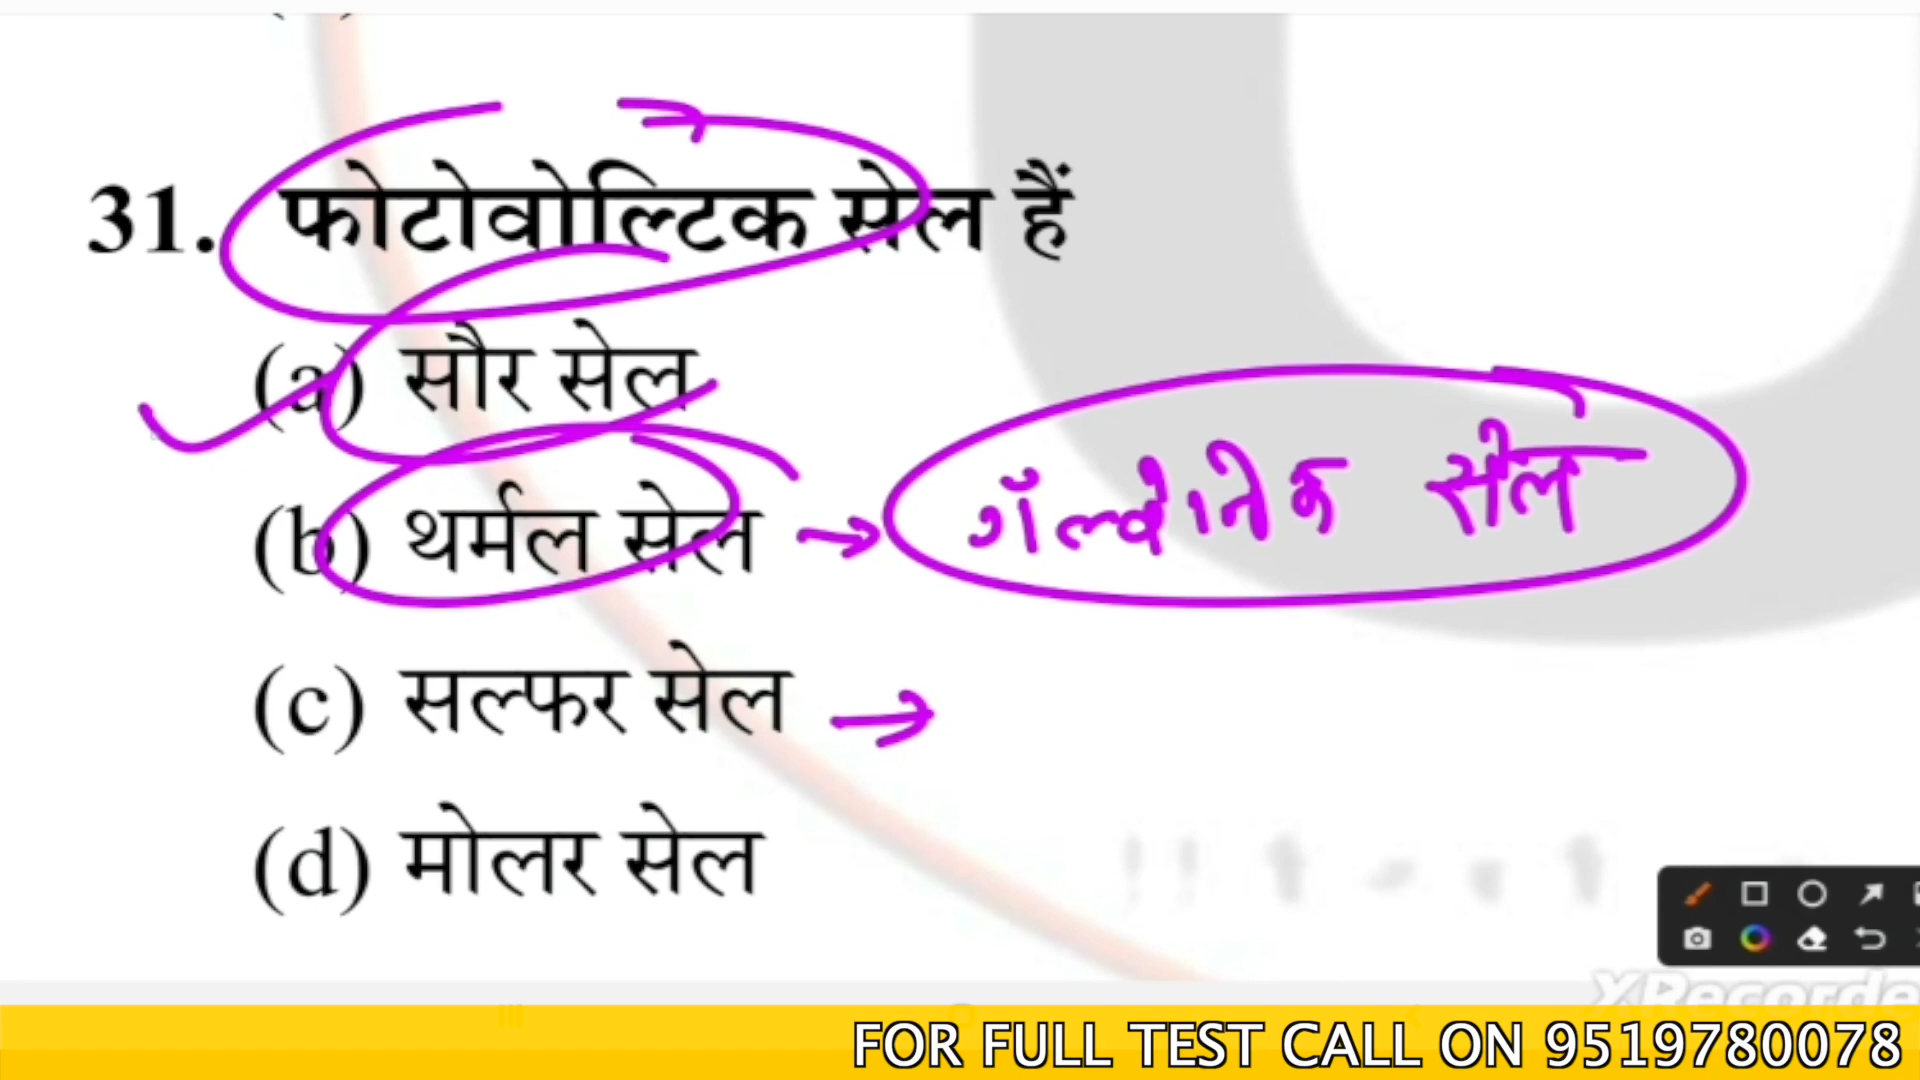 31. फोटोवोल्टिक सेल हैं
(a) सौर सेल
(b) थर्मल सेल → गॅल्वेनिक सेल
(c) सल्फर सेल →
(d) मोलर सेल
FOR FULL TEST CALL ON 9519780078